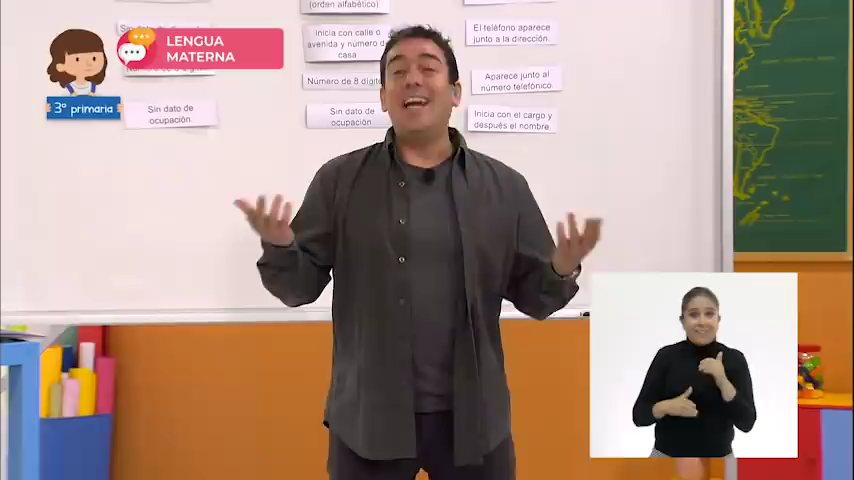 LENGUA
MATERNA
3° primaria
Sin dato de
ocupación.
(orden alfabético)
Inicia con calle o
avenida y número de
casa
Número de 8
Sin dato de
ocupación.
El teléfono aparece
junto a la dirección.
Aparece junto al
número telefónico.
Inicia con el cargo y
después el nombre.